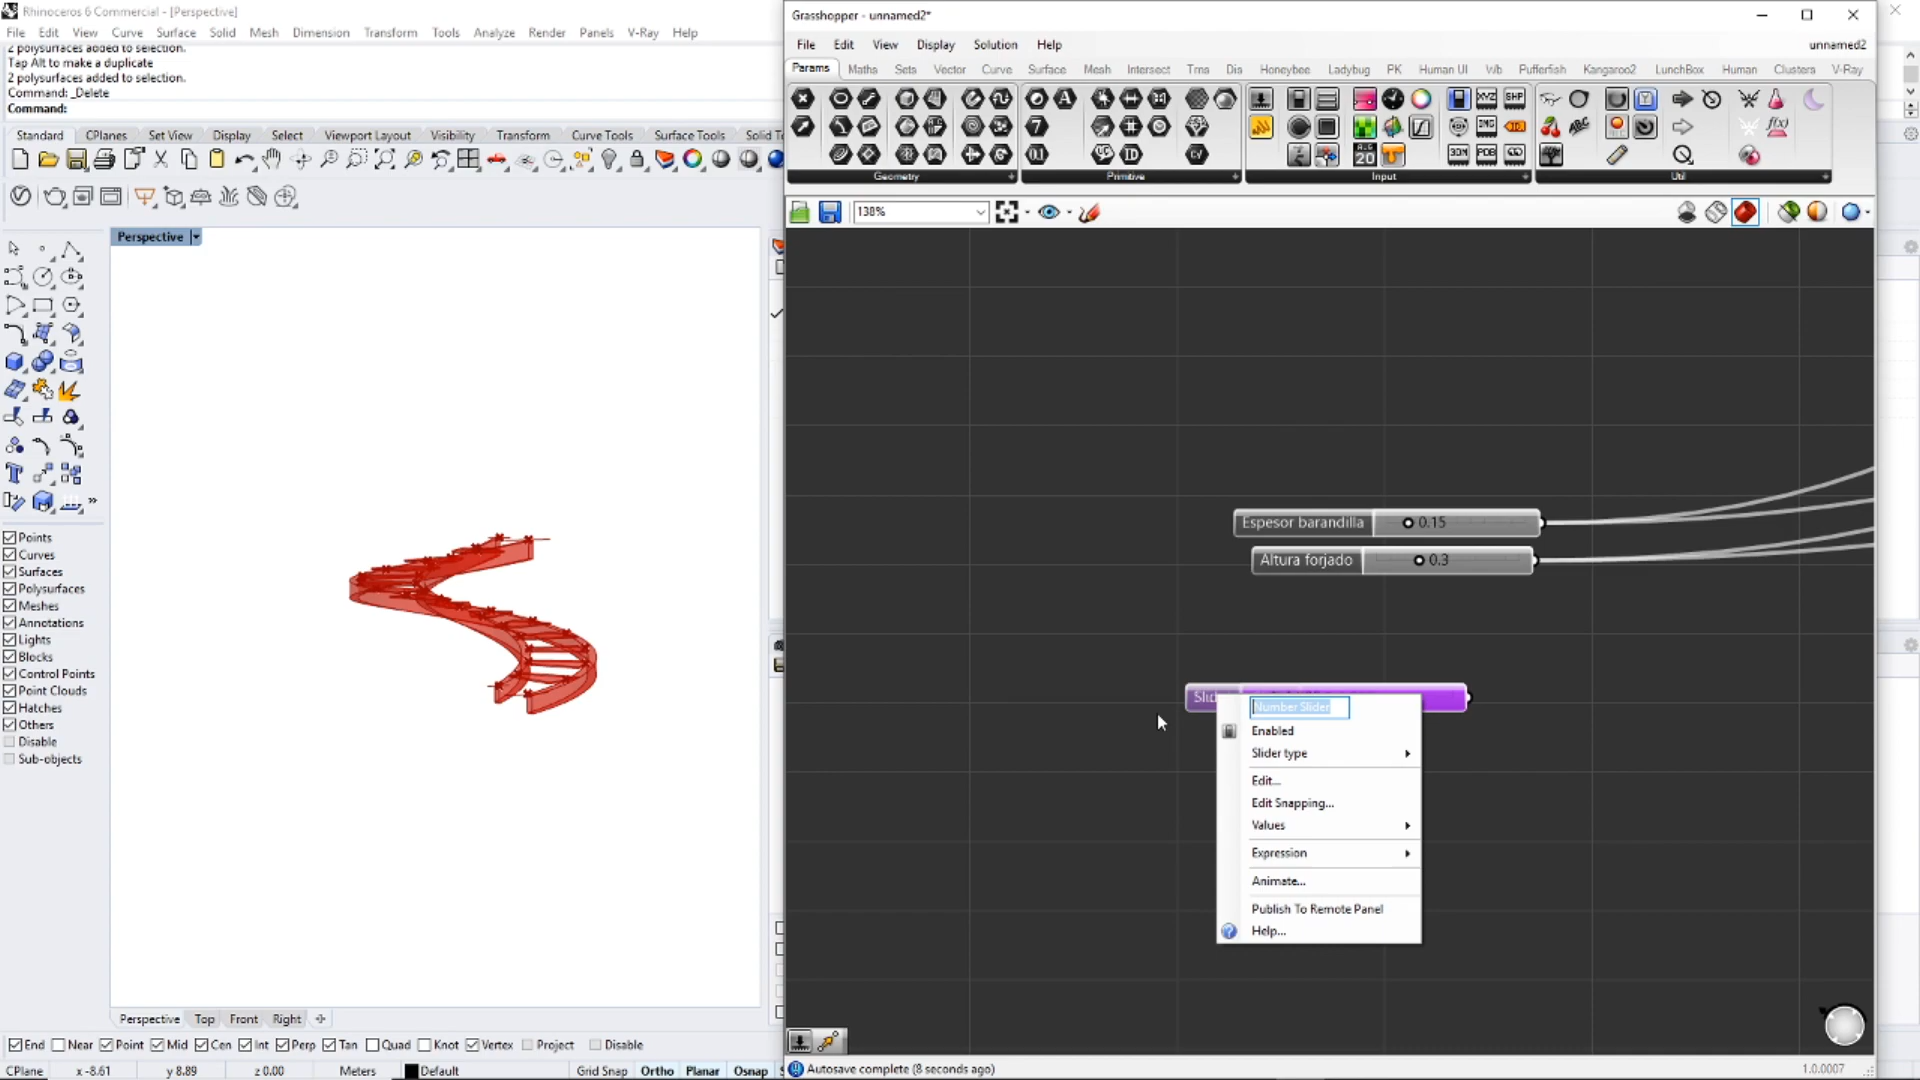 Rhinoceros 6 Commercial - [Perspective]
File Edit View Curve Surface Solid Mesh Dimension Transform Tools Analyze Render Panels V-Ray Help
2 polysurfaces added to selection.
Tap Alt to make a duplicate
2 polysurfaces added to selection.
Command: _Delete
Command:
Standard CPlanes Set View Display Select Viewport Layout Visibility Transform Curve Tools Surface Tools Solid T
Perspective
Points
Curves
Surfaces
Polysurfaces
Meshes
Annotations
Lights
Blocks
Control Points
Point Clouds
Hatches
Others
Disable
Sub-objects
Perspective Top Front Right
End Near Point Mid Cen Int Perp Tan Quad Knot Vertex Project Disable
CPlane x -8.61 y 8.89 z 0.00 Meters Default Grid Snap Ortho Planar Osnap
Grasshopper - unnamed2*
File Edit View Display Solution Help unnamed2
Params Maths Sets Vector Curve Surface Mesh Intersect Trns Dis Honeybee Ladybug PK Human UI Wb Pufferfish Kangaroo2 LunchBox Human Clusters V-Ray
Geometry Primitive Input Util
138%
Espesor barandilla 0.15
Altura forjado 0.3
Number Slider
Enabled
Slider type
Edit...
Edit Snapping...
Values
Expression
Animate...
Publish To Remote Panel
Help...
Autosave complete (8 seconds ago) 1.0.0007